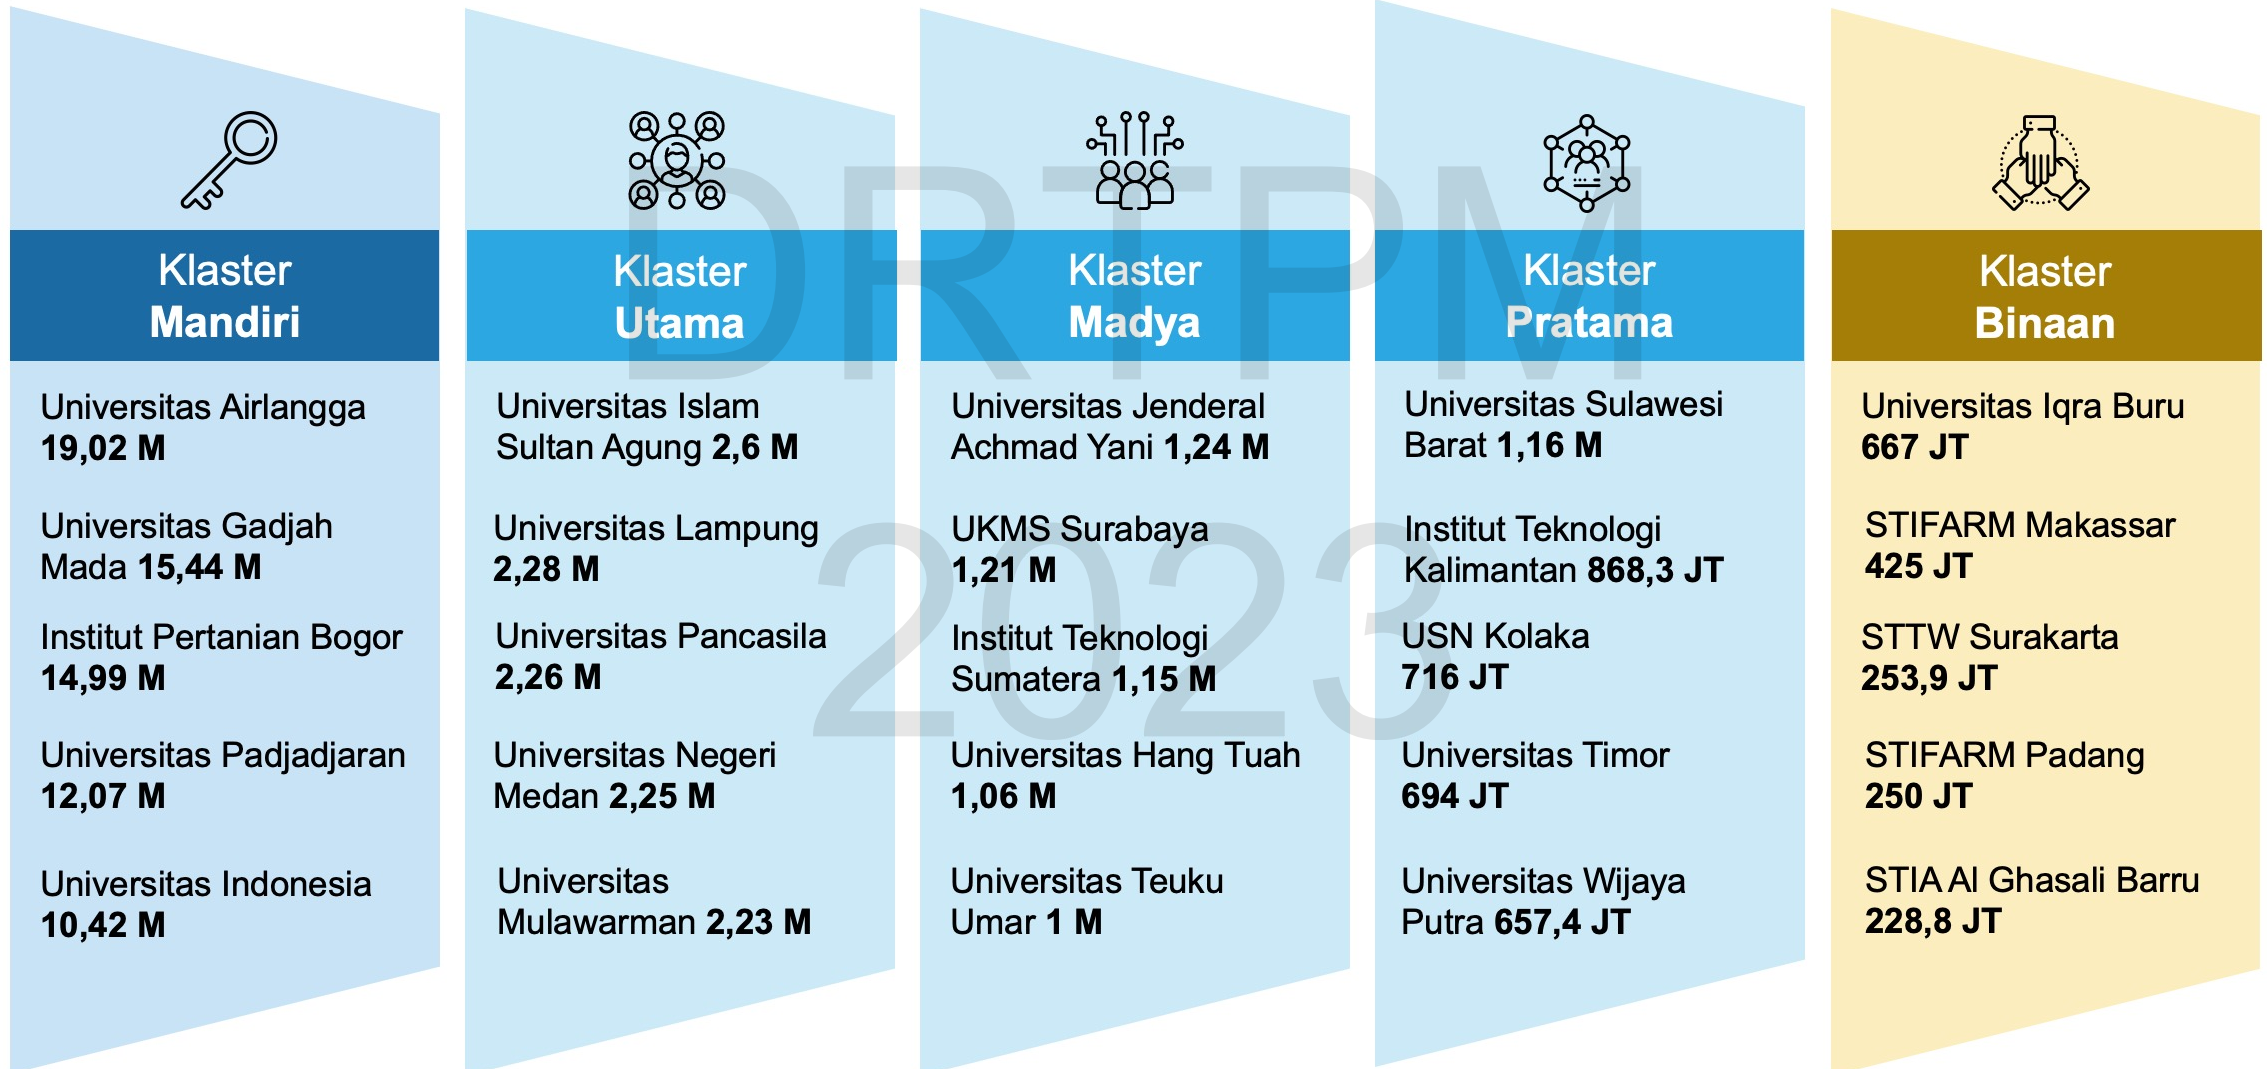 Klaster
Mandiri
Universitas Airlangga
19,02 M
Universitas Gadjah
Mada 15,44 M
Institut Pertanian Bogor
14,99 M
Universitas Padjadjaran
12,07 M
Universitas Indonesia
10,42 M
Klaster
Utama
Universitas Islam
Sultan Agung 2,6 M
Universitas Lampung
2,28 M
Universitas Pancasila
2,26 M
Universitas Negeri
Medan 2,25 M
Universitas
Mulawarman 2,23 M
Klaster
Madya
Universitas Jenderal
Achmad Yani 1,24 M
UKMS Surabaya
1,21 M
Institut Teknologi
Sumatera 1,15 M
Universitas Hang Tuah
1,06 M
Universitas Teuku
Umar 1 M
Klaster
Pratama
Universitas Sulawesi
Barat 1,16 M
Institut Teknologi
Kalimantan 868,3 JT
USN Kolaka
716 JT
Universitas Timor
694 JT
Universitas Wijaya
Putra 657,4 JT
Klaster
Binaan
Universitas Iqra Buru
667 JT
STIFARM Makassar
425 JT
STTW Surakarta
253,9 JT
STIFARM Padang
250 JT
STIA Al Ghasali Barru
228,8 JT
DRTPM
2023